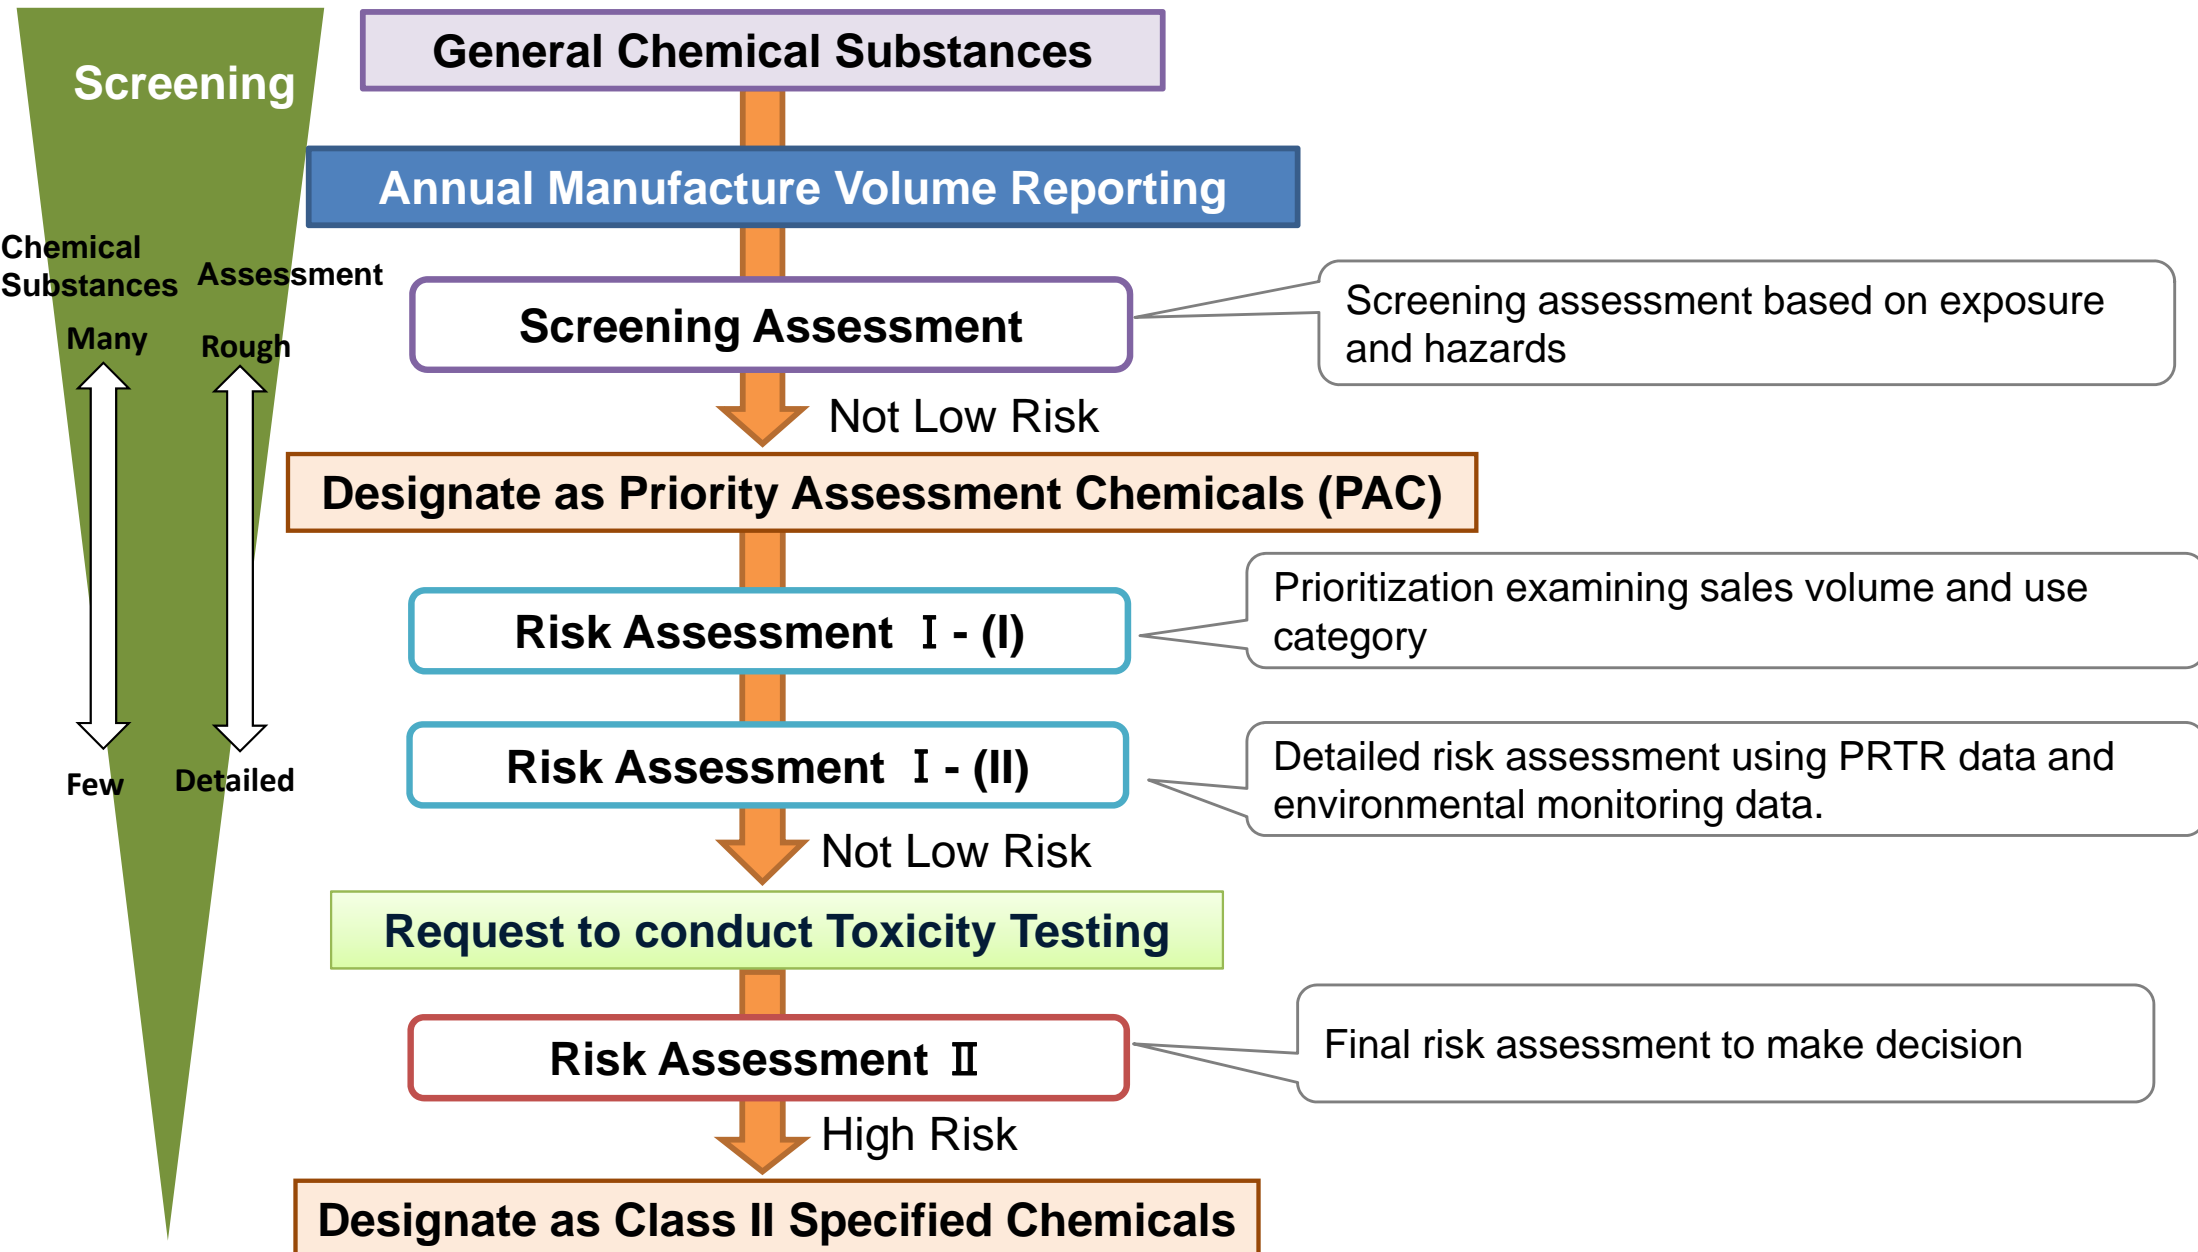 Screening
General Chemical Substances
Annual Manufacture Volume Reporting
Chemical
Substances
Assessment
Many
Rough
Few
Detailed
Screening Assessment
Screening assessment based on exposure
and hazards
Not Low Risk
Designate as Priority Assessment Chemicals (PAC)
Risk Assessment Ⅰ - (I)
Prioritization examining sales volume and use
category
Risk Assessment Ⅰ - (II)
Detailed risk assessment using PRTR data and
environmental monitoring data.
Not Low Risk
Request to conduct Toxicity Testing
Risk Assessment Ⅱ
Final risk assessment to make decision
High Risk
Designate as Class II Specified Chemicals